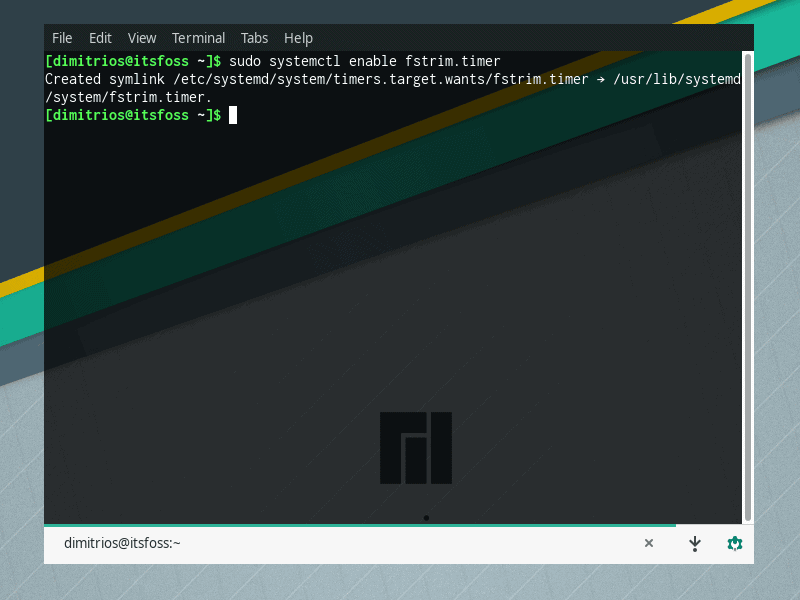 File Edit View Terminal Tabs Help
[dimitrios@itsfoss ~]$ sudo systemctl enable fstrim.timer
Created symlink /etc/systemd/system/timers.target.wants/fstrim.timer → /usr/lib/systemd
/system/fstrim.timer.
[dimitrios@itsfoss ~]$
dimitrios@itsfoss:~